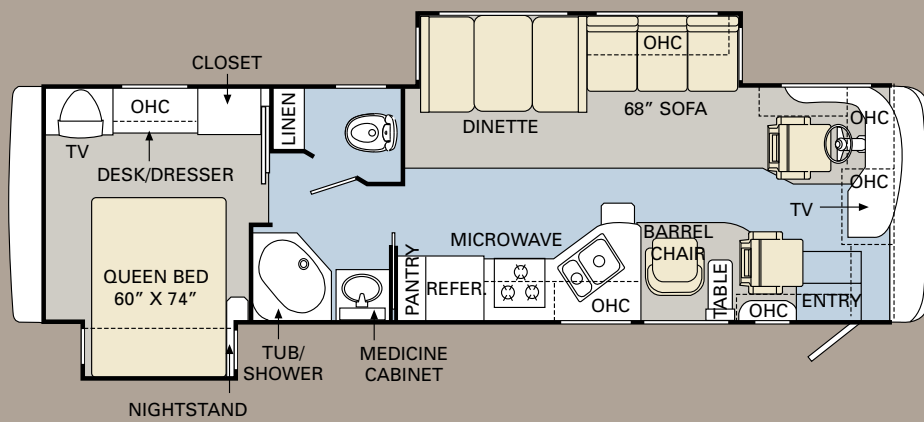 CLOSET
OHC
TV
DESK/DRESSER
LINEN
DINETTE
OHC
68" SOFA
OHC
OHC
TV
QUEEN BED
60" X 74"
PANTRY
MICROWAVE
REFER.
OHC
BARREL
CHAIR
TABLE
OHC
ENTRY
TUB/
SHOWER
MEDICINE
CABINET
NIGHTSTAND